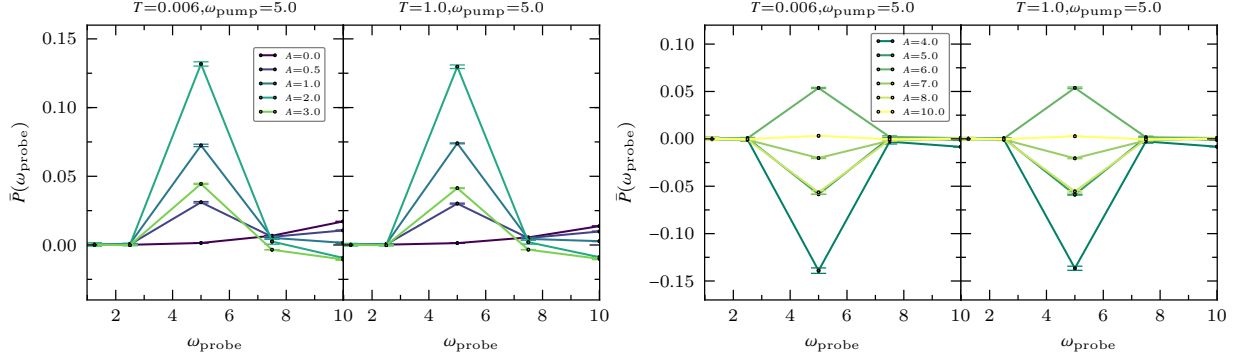 T=0.006,ω_pump=5.0
T=1.0,ω_pump=5.0
P̄(ω_probe)
0.15
0.10
0.05
0.00
A=0.0
A=0.5
A=1.0
A=2.0
A=3.0
2 4 6 8
2 4 6 8 10
ω_probe
ω_probe
T=0.006,ω_pump=5.0
T=1.0,ω_pump=5.0
P̄(ω_probe)
0.10
0.05
0.00
−0.05
−0.10
−0.15
A=4.0
A=5.0
A=6.0
A=7.0
A=8.0
A=10.0
2 4 6 8
2 4 6 8 10
ω_probe
ω_probe